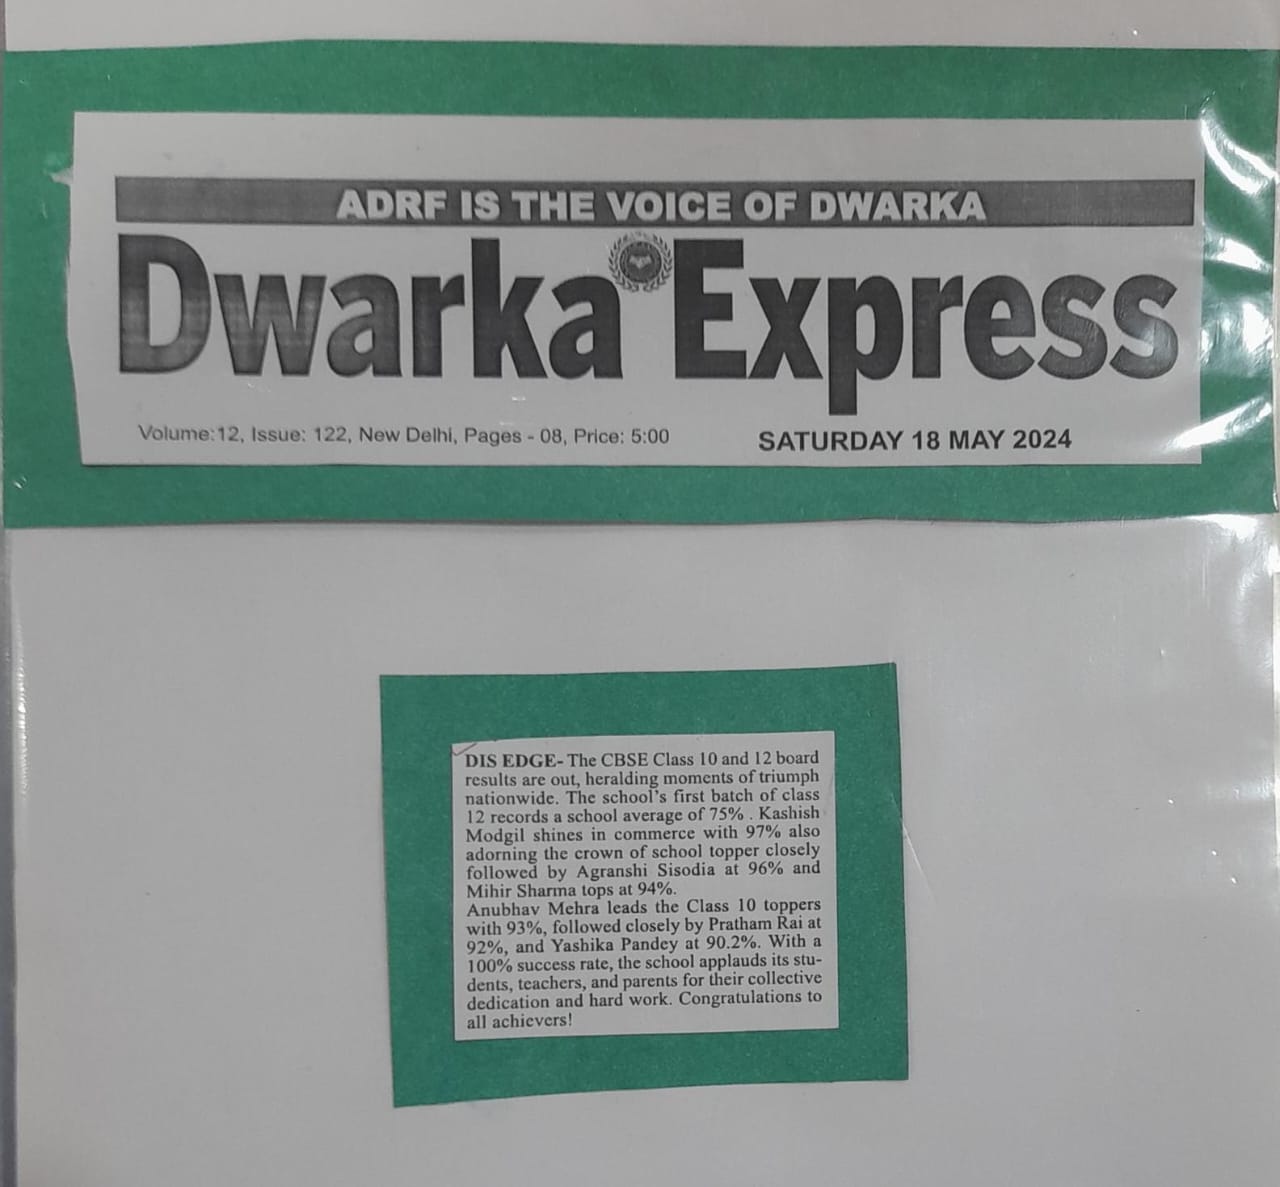 ADRF IS THE VOICE OF DWARKA
Dwarka Express
Volume:12, Issue: 122, New Delhi, Pages - 08, Price: 5:00
SATURDAY 18 MAY 2024
DIS EDGE- The CBSE Class 10 and 12 board
results are out, heralding moments of triumph
nationwide. The school's first batch of class
12 records a school average of 75% . Kashish
Modgil shines in commerce with 97% also
adorning the crown of school topper closely
followed by Agranshi Sisodia at 96% and
Mihir Sharma tops at 94%.
Anubhav Mehra leads the Class 10 toppers
with 93%, followed closely by Pratham Rai at
92%, and Yashika Pandey at 90.2%. With a
100% success rate, the school applauds its stu-
dents, teachers, and parents for their collective
dedication and hard work. Congratulations to
all achievers!